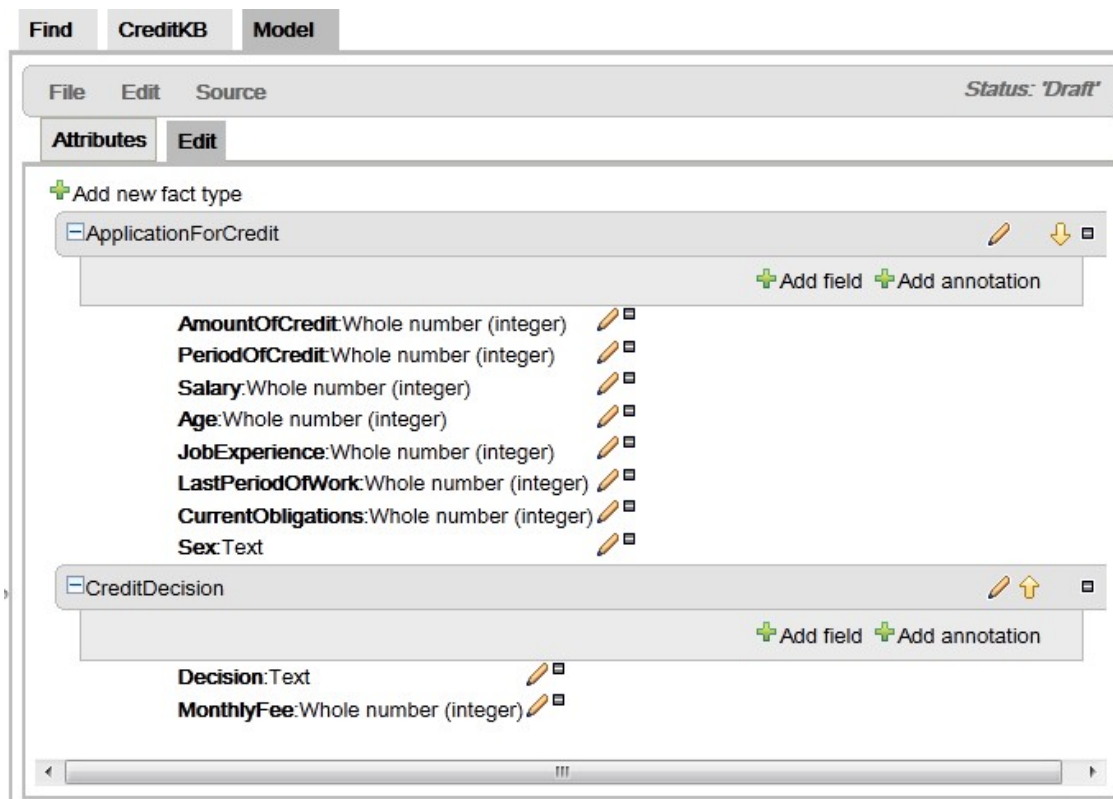 Find CreditKB Model
File Edit Source Status: 'Draft'
Attributes Edit
Add new fact type
ApplicationForCredit
Add field Add annotation
AmountOfCredit:Whole number (integer)
PeriodOfCredit:Whole number (integer)
Salary:Whole number (integer)
Age:Whole number (integer)
JobExperience:Whole number (integer)
LastPeriodOfWork:Whole number (integer)
CurrentObligations:Whole number (integer)
Sex:Text
CreditDecision
Add field Add annotation
Decision:Text
MonthlyFee:Whole number (integer)